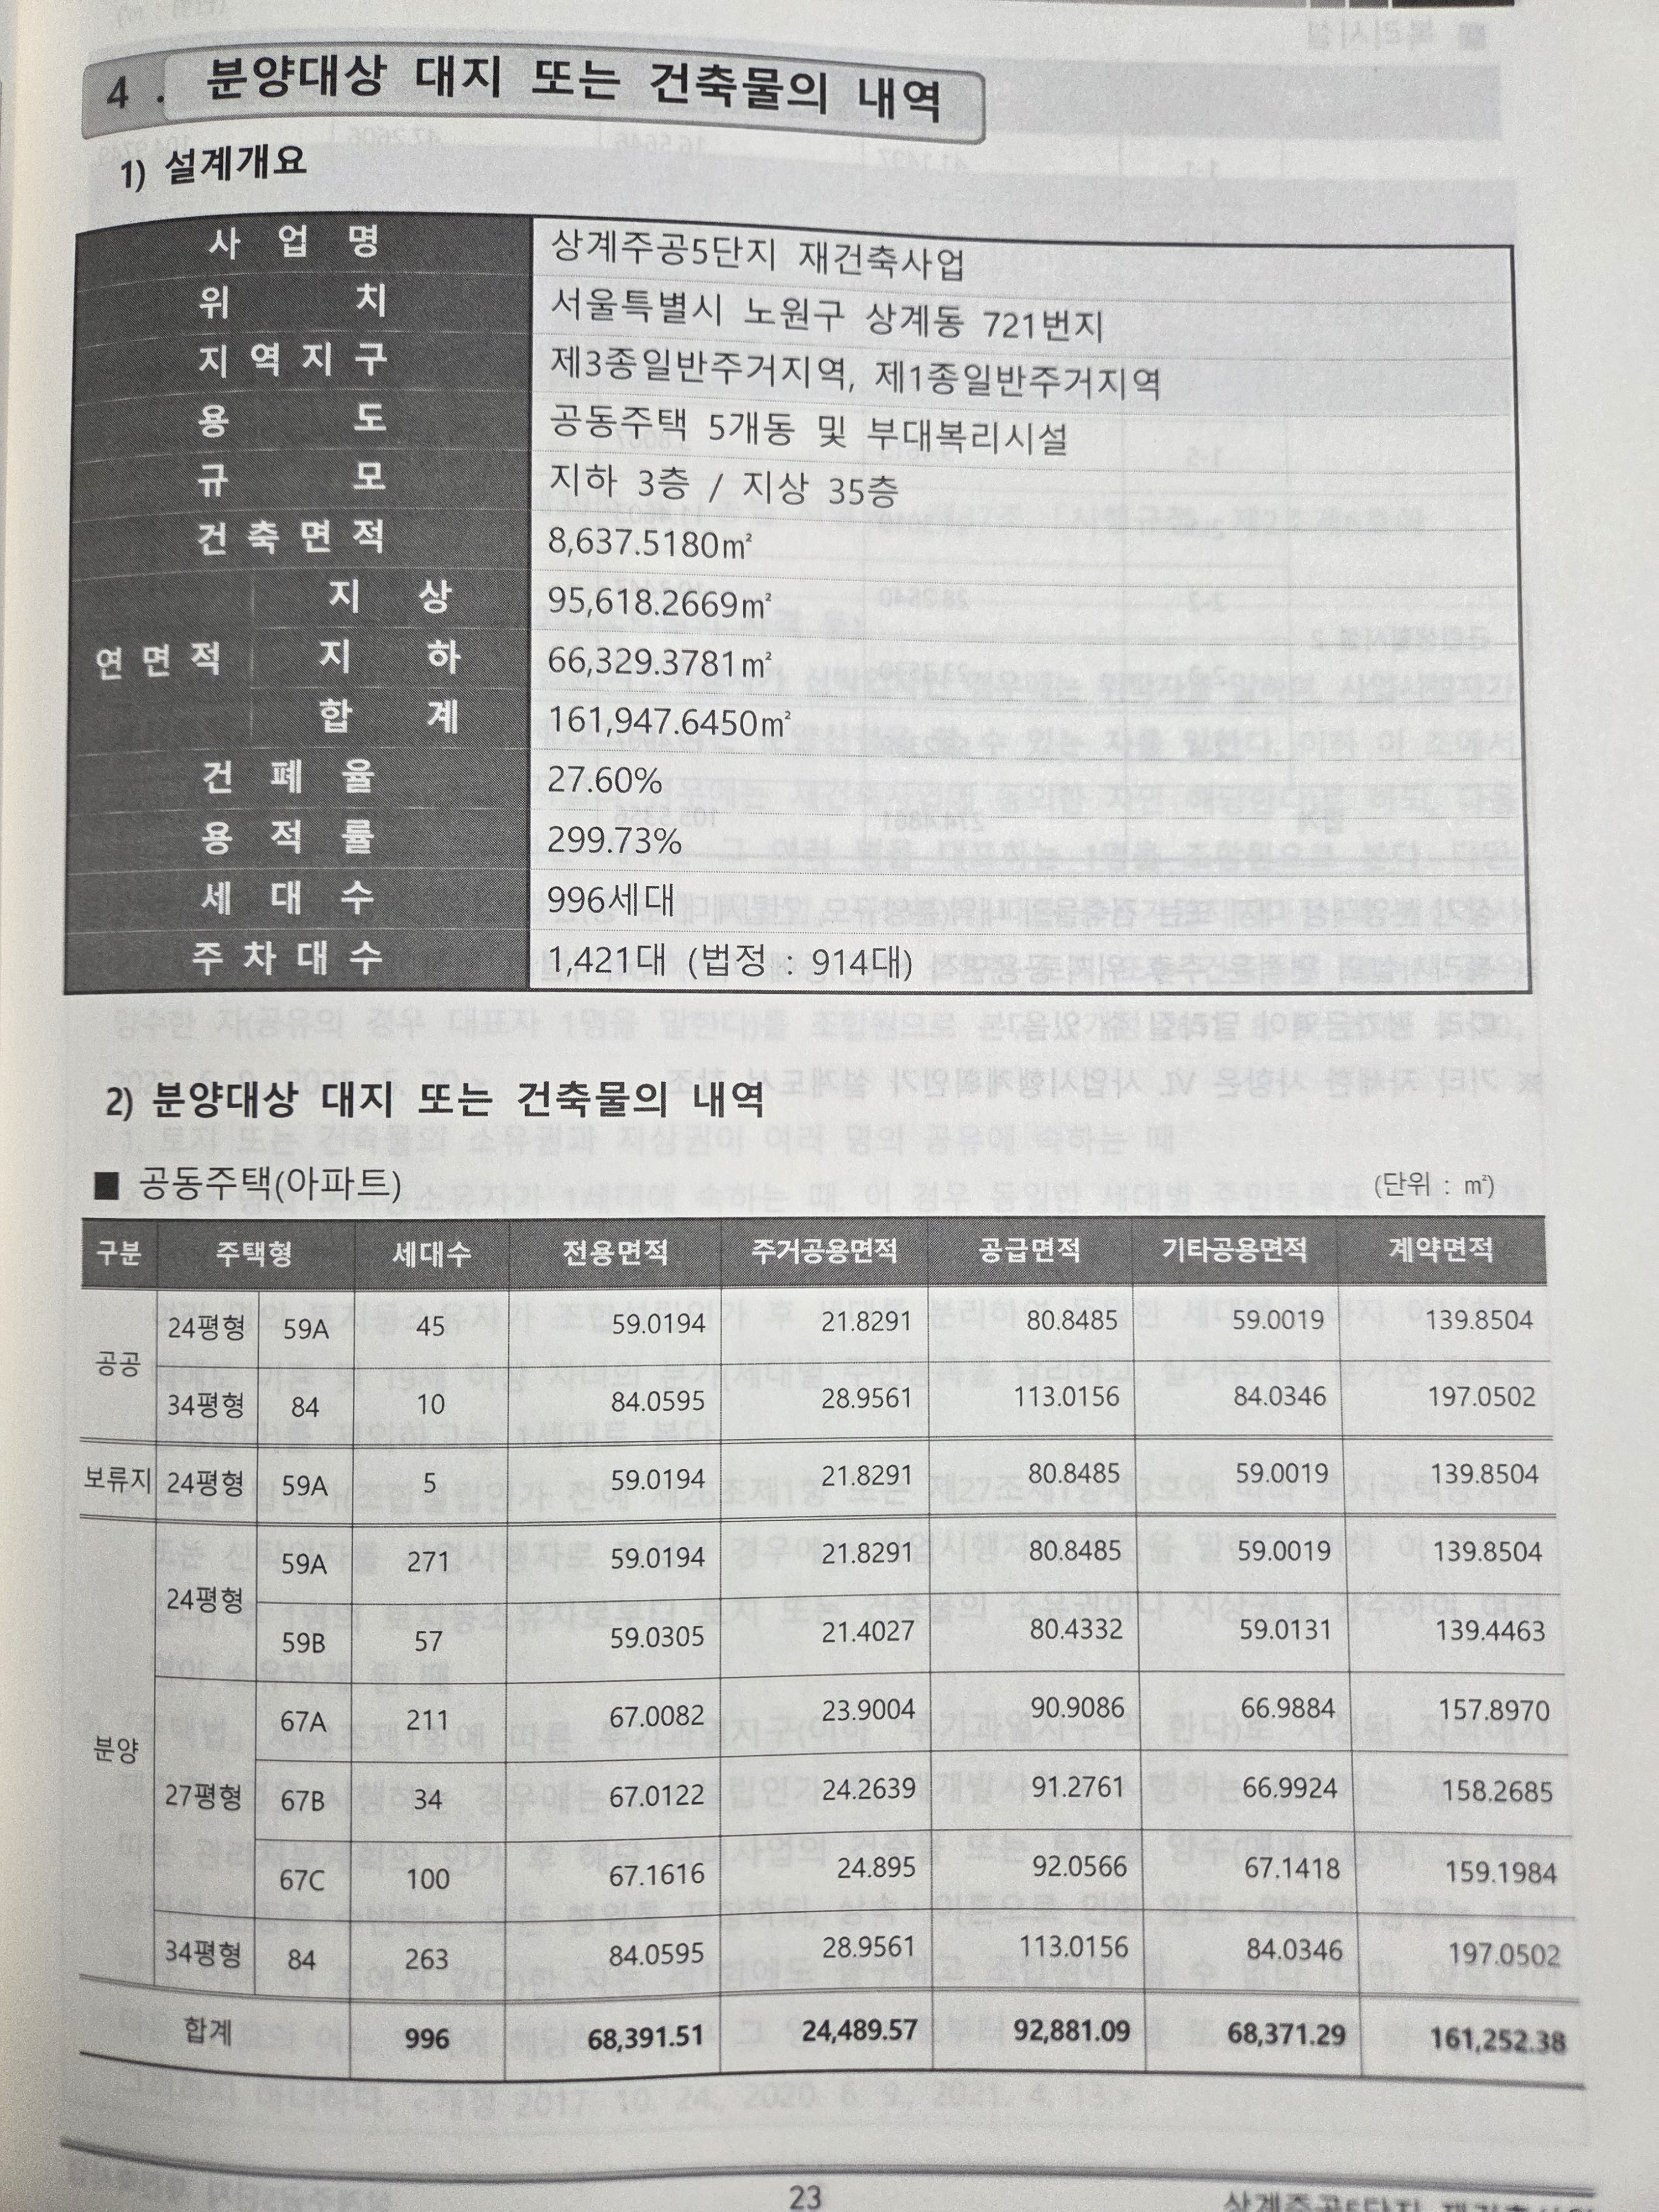 4. 분양대상 대지 또는 건축물의 내역
1) 설계개요
사 업 명 상계주공5단지 재건축사업
위 치 서울특별시 노원구 상계동 721번지
지 역 지 구 제3종일반주거지역, 제1종일반주거지역
용 도 공동주택 5개동 및 부대복리시설
규 모 지하 3층 / 지상 35층
건 축 면 적 8,637.5180㎡
연 면 적 지 상 95,618.2669㎡
지 하 66,329.3781㎡
합 계 161,947.6450㎡
건 폐 율 27.60%
용 적 률 299.73%
세 대 수 996세대
주 차 대 수 1,421대 (법정 : 914대)
2) 분양대상 대지 또는 건축물의 내역
■ 공동주택(아파트) (단위 : ㎡)
구분 주택형 세대수 전용면적 주거공용면적 공급면적 기타공용면적 계약면적
공공 24평형 59A 45 59.0194 21.8291 80.8485 59.0019 139.8504
34평형 84 10 84.0595 28.9561 113.0156 84.0346 197.0502
보류지 24평형 59A 5 59.0194 21.8291 80.8485 59.0019 139.8504
분양 24평형 59A 271 59.0194 21.8291 80.8485 59.0019 139.8504
59B 57 59.0305 21.4027 80.4332 59.0131 139.4463
27평형 67A 211 67.0082 23.9004 90.9086 66.9884 157.8970
67B 34 67.0122 24.2639 91.2761 66.9924 158.2685
67C 100 67.1616 24.895 92.0566 67.1418 159.1984
34평형 84 263 84.0595 28.9561 113.0156 84.0346 197.0502
합계 996 68,391.51 24,489.57 92,881.09 68,371.29 161,252.38
23